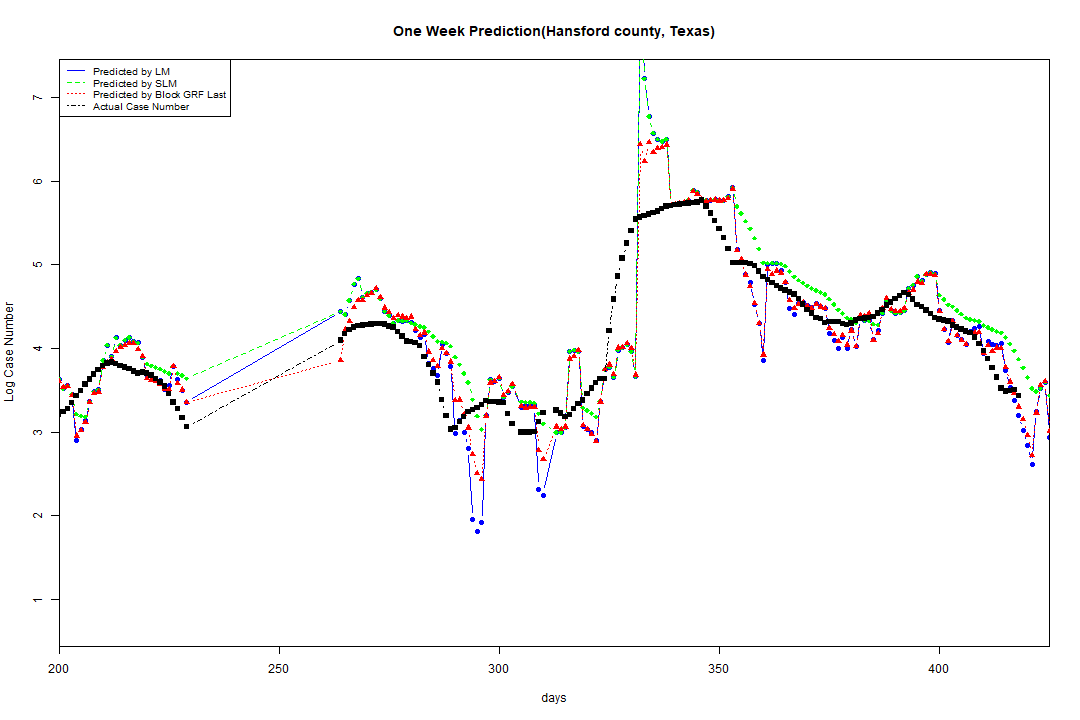 One Week Prediction(Hansford county, Texas)
Predicted by LM
Predicted by SLM
Predicted by Block GRF Last
Actual Case Number
7
6
5
4
3
2
1
Log Case Number
200 250 300 350 400
days